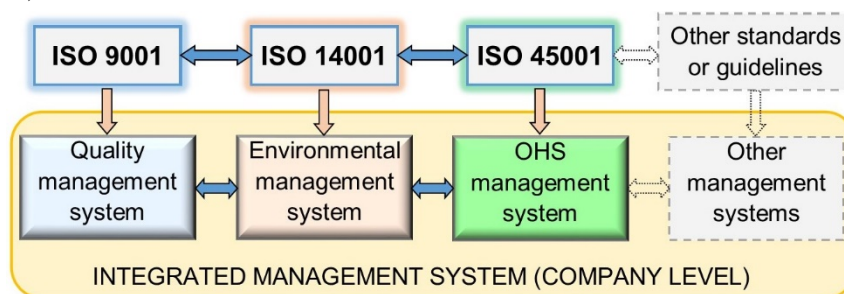 ISO 9001
ISO 14001
ISO 45001
Other standards
or guidelines
Quality
management
system
Environmental
management
system
OHS
management
system
Other
management
systems
INTEGRATED MANAGEMENT SYSTEM (COMPANY LEVEL)